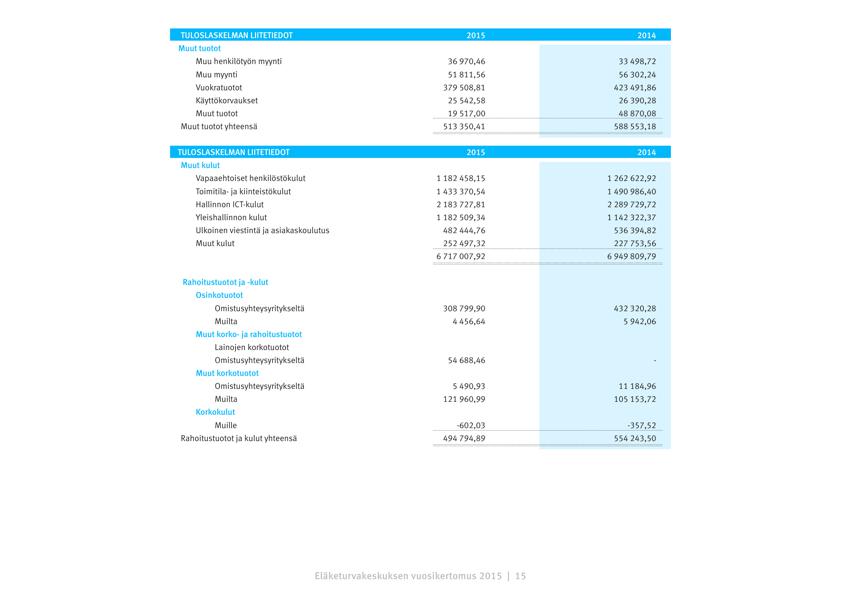 TULOSLASKELMAN LIITETIEDOT 2015 2014
Muut tuotot
Muu henkilötyön myynti 36 970,46 33 498,72
Muu myynti 51 811,56 56 302,24
Vuokratuotot 379 508,81 423 491,86
Käyttökorvaukset 25 542,58 26 390,28
Muut tuotot 19 517,00 48 870,08
Muut tuotot yhteensä 513 350,41 588 553,18
TULOSLASKELMAN LIITETIEDOT 2015 2014
Muut kulut
Vapaaehtoiset henkilöstökulut 1 182 458,15 1 262 622,92
Toimitila- ja kiinteistökulut 1 433 370,54 1 490 986,40
Hallinnon ICT-kulut 2 183 727,81 2 289 729,72
Yleishallinnon kulut 1 182 509,34 1 142 322,37
Ulkoinen viestintä ja asiakaskoulutus 482 444,76 536 394,82
Muut kulut 252 497,32 227 753,56
6 717 007,92 6 949 809,79
Rahoitustuotot ja -kulut
Osinkotuotot
Omistusyhteysyritykseltä 308 799,90 432 320,28
Muilta 4 456,64 5 942,06
Muut korko- ja rahoitustuotot
Lainojen korkotuotot
Omistusyhteysyritykseltä 54 688,46 -
Muut korkotuotot
Omistusyhteysyritykseltä 5 490,93 11 184,96
Muilta 121 960,99 105 153,72
Korkokulut
Muille -602,03 -357,52
Rahoitustuotot ja kulut yhteensä 494 794,89 554 243,50
Eläketurvakeskuksen vuosikertomus 2015 | 15